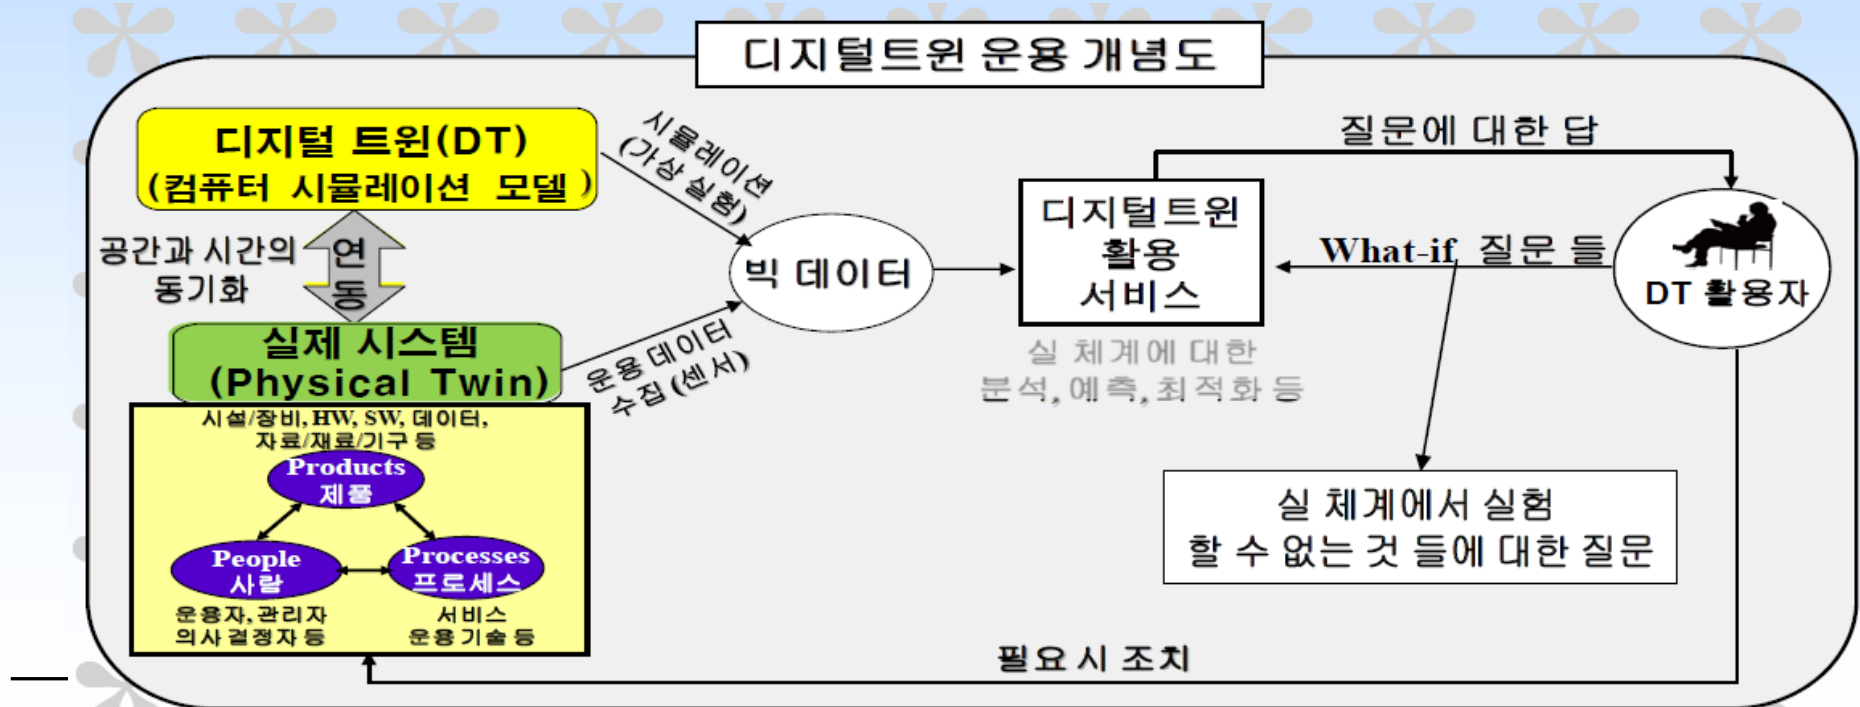 디지털트윈 운용 개념도
디지털 트윈(DT)
(컴퓨터 시뮬레이션 모델)
공간과 시간의
동기화
연
동
실제 시스템
(Physical Twin)
시설/장비, HW, SW, 데이터,
자료/재료/기구 등
Products
제품
People
사람
Processes
프로세스
운용자, 관리자
의사 결정자 등
서비스
운용 기술 등
시뮬레이션
(가상 실험)
운용 데이터
수집 (센서)
빅 데이터
디지털트윈
활용
서비스
실 체계에 대한
분석, 예측, 최적화 등
질문에 대한 답
What-if 질문 들
DT 활용자
실 체계에서 실험
할 수 없는 것 들에 대한 질문
필요 시 조치